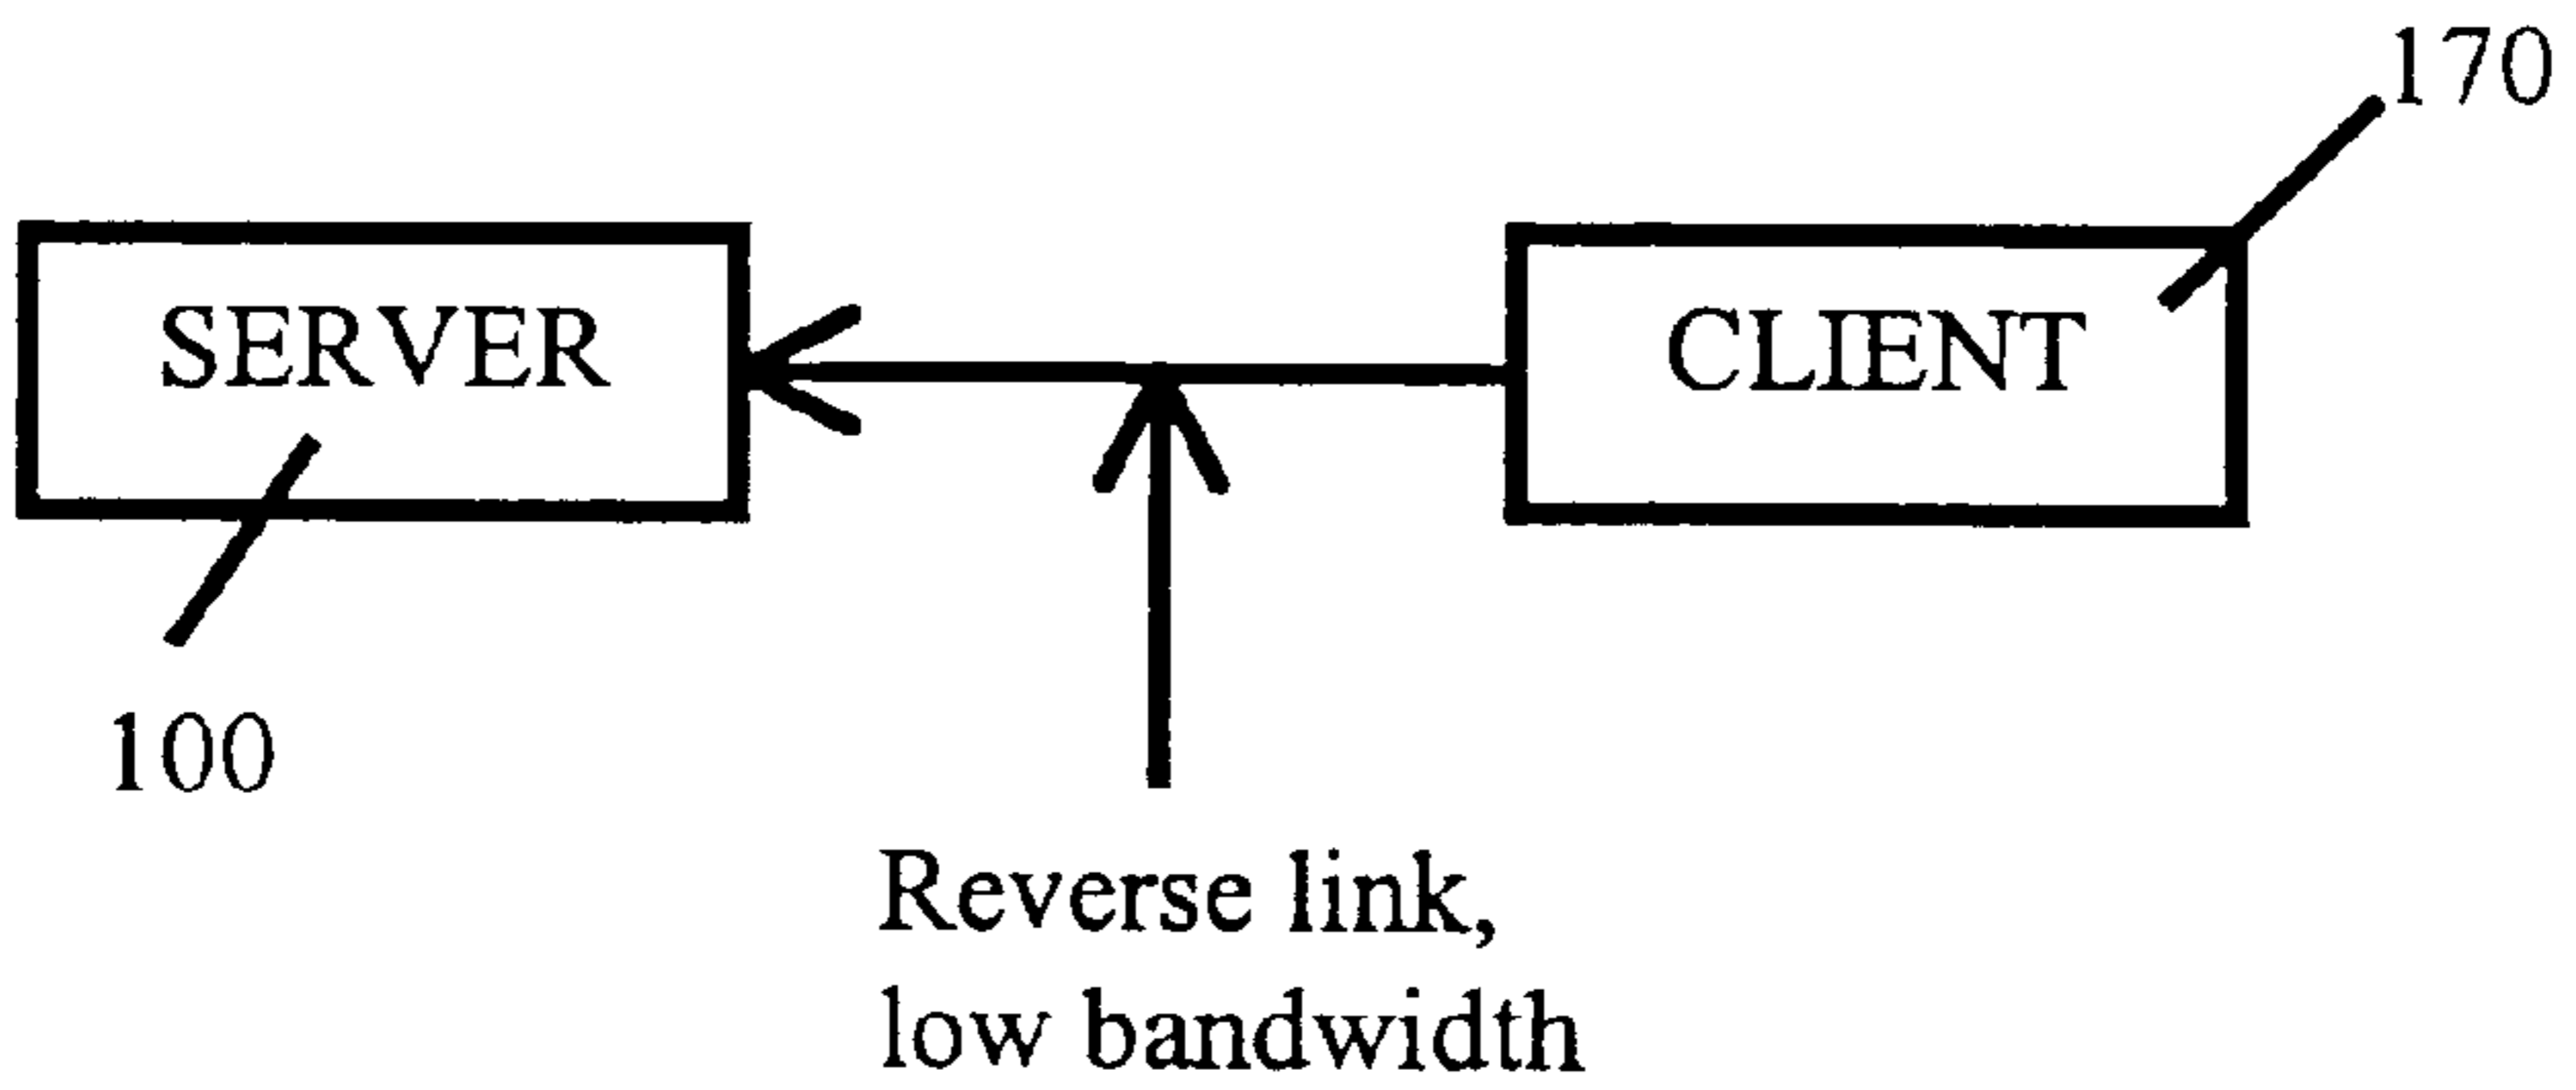 170
SERVER
CLIENT
100
Reverse link,
low bandwidth